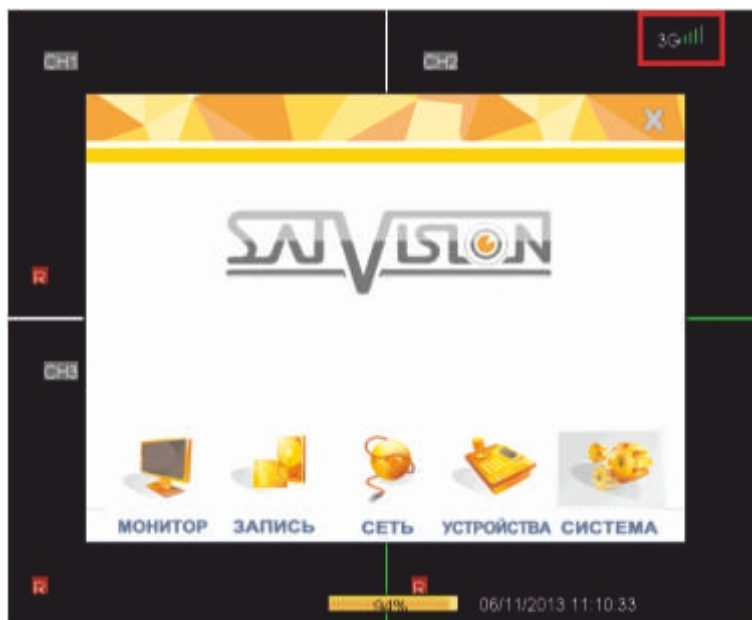 3G
CH1
CH2
X
SATVISION
R
CH3
МОНИТОР
ЗАПИСЬ
СЕТЬ
УСТРОЙСТВА
СИСТЕМА
R
R
94%
06/11/2013 11:10:33